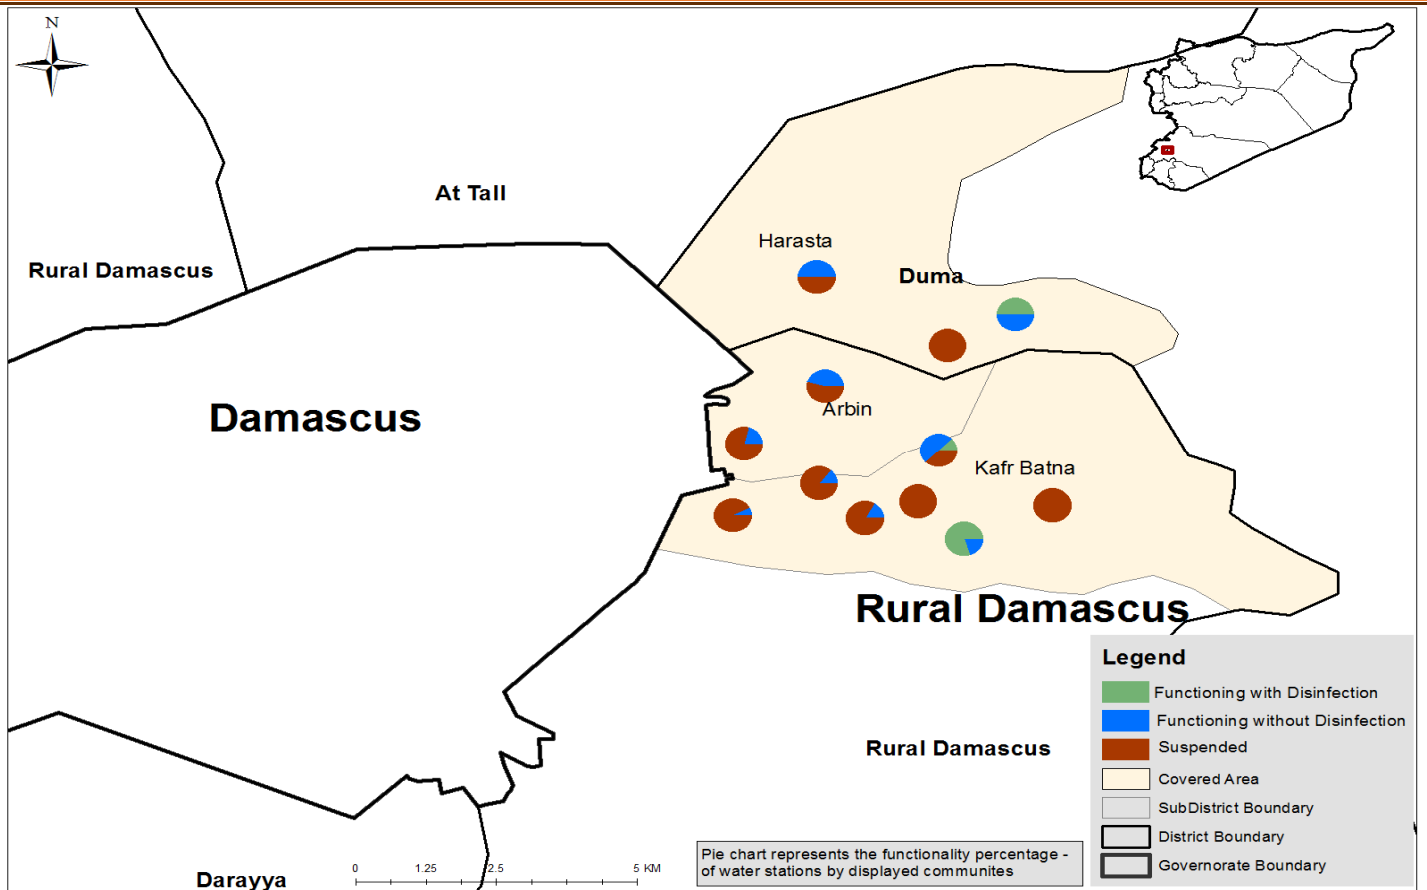 N
At Tall
Rural Damascus
Harasta
Duma
Damascus
Arbin
Kafr Batna
Rural Damascus
Rural Damascus
Darayya
0 1.25 2.5 5 KM
Pie chart represents the functionality percentage -
of water stations by displayed communites
Legend
Functioning with Disinfection
Functioning without Disinfection
Suspended
Covered Area
SubDistrict Boundary
District Boundary
Governorate Boundary